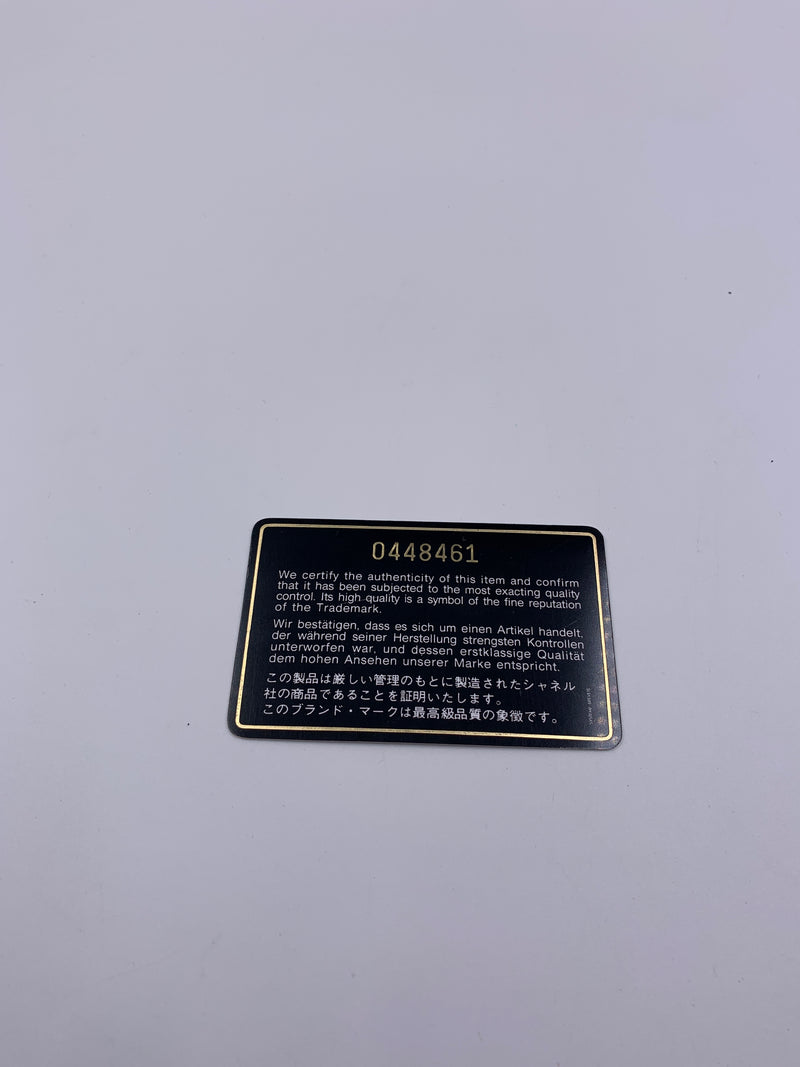 0448461
We certify the authenticity of this item and confirm
that it has been subjected to the most exacting quality
control. Its high quality is a symbol of the fine reputation
of the Trademark.
Wir bestätigen, dass es sich um einen Artikel handelt,
der während seiner Herstellung strengsten Kontrollen
unterworfen war, und dessen erstklassige Qualität
dem hohen Ansehen unserer Marke entspricht.
この製品は厳しい管理のもとに製造されたシャネル
社の商品であることを証明いたします。
このブランド・マークは最高級品質の象徴です。